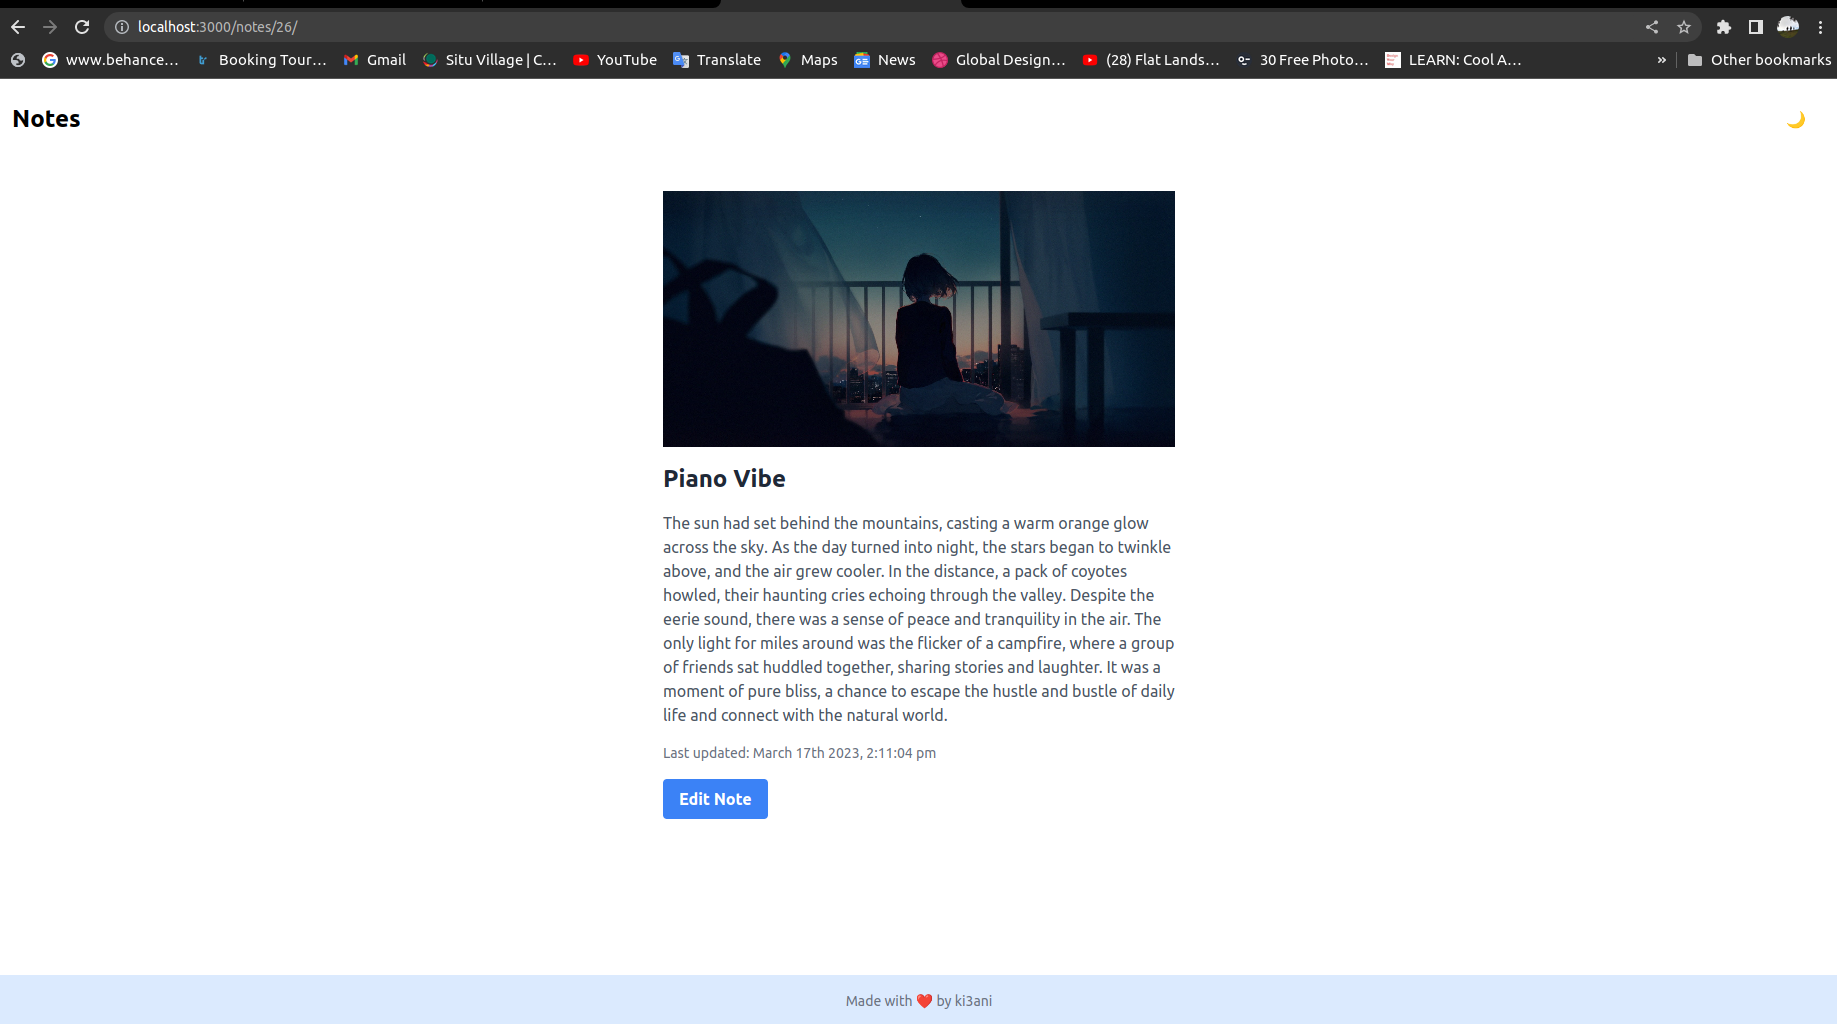 localhost:3000/notes/26/
www.behance... Booking Tour... Gmail Situ Village | C... YouTube Translate Maps News Global Design... (28) Flat Lands... 30 Free Photo... LEARN: Cool A... » Other bookmarks
Notes
Piano Vibe
The sun had set behind the mountains, casting a warm orange glow
across the sky. As the day turned into night, the stars began to twinkle
above, and the air grew cooler. In the distance, a pack of coyotes
howled, their haunting cries echoing through the valley. Despite the
eerie sound, there was a sense of peace and tranquility in the air. The
only light for miles around was the flicker of a campfire, where a group
of friends sat huddled together, sharing stories and laughter. It was a
moment of pure bliss, a chance to escape the hustle and bustle of daily
life and connect with the natural world.
Last updated: March 17th 2023, 2:11:04 pm
Edit Note
Made with ❤️ by ki3ani